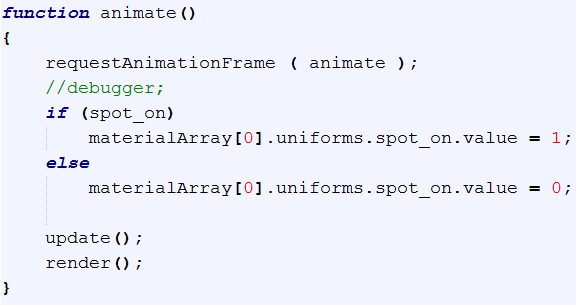 function animate()
{
    requestAnimationFrame ( animate );
    //debugger;
    if (spot_on)
        materialArray[0].uniforms.spot_on.value = 1;
    else
        materialArray[0].uniforms.spot_on.value = 0;
    update();
    render();
}